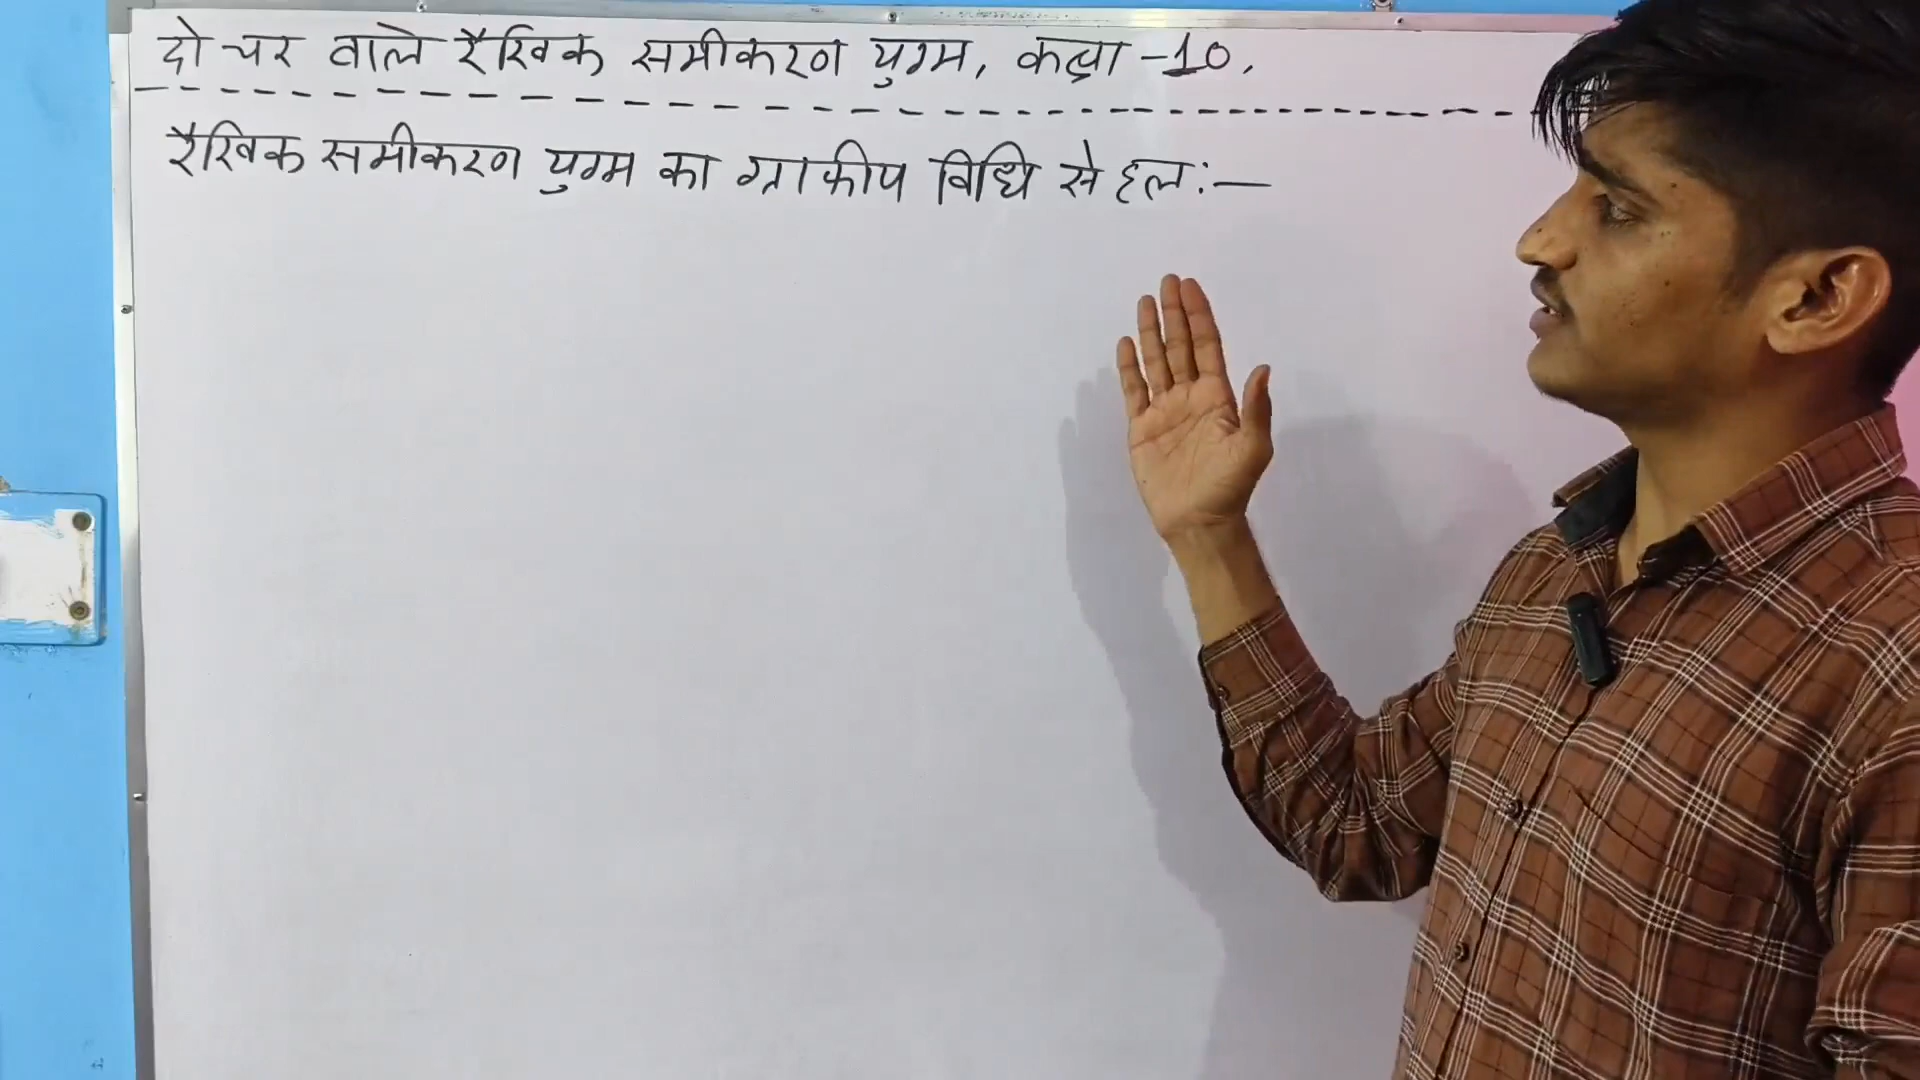 दो चर वाले रैखिक समीकरण युग्म, कक्षा -10.
रैखिक समीकरण युग्म का ग्राफीय विधि से हल:—